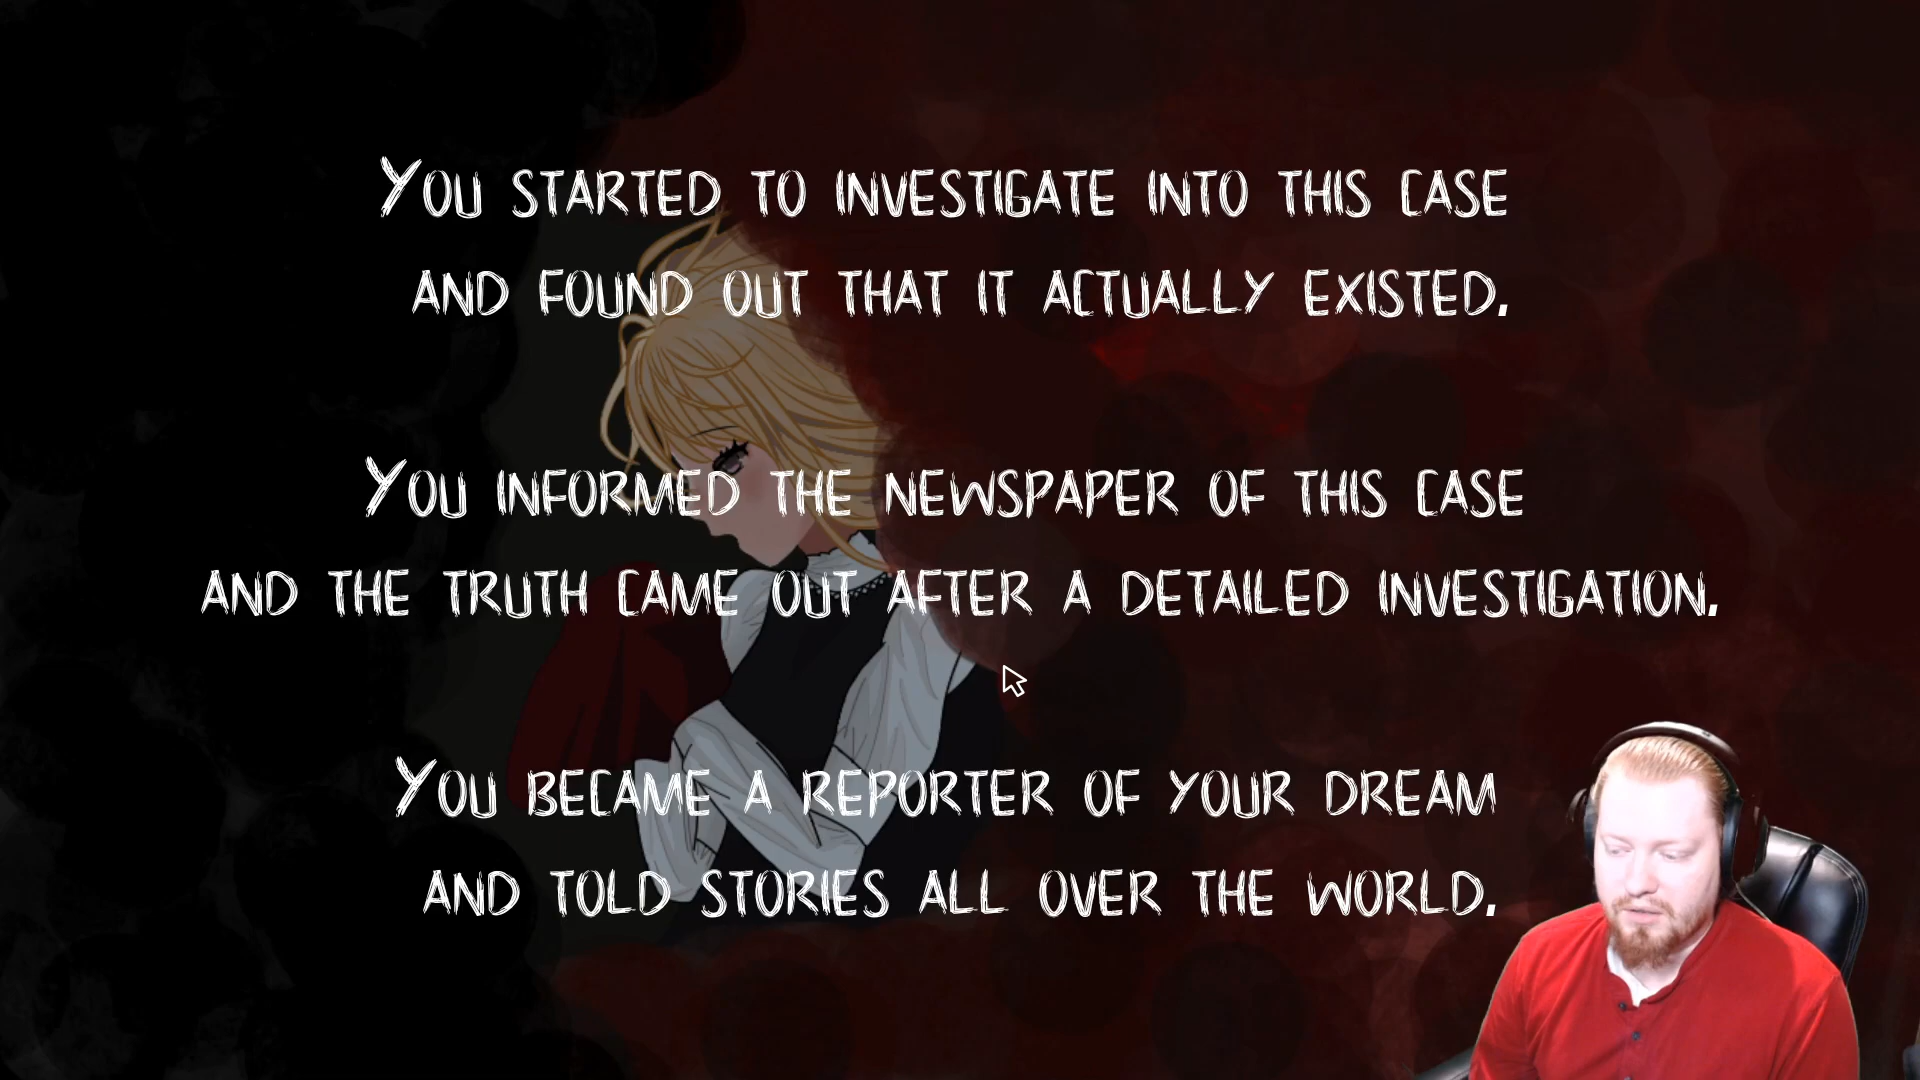 You started to investigate into this case
and found out that it actually existed.
You informed the newspaper of this case
and the truth came out after a detailed investigation.
You became a reporter of your dream
and told stories all over the world.